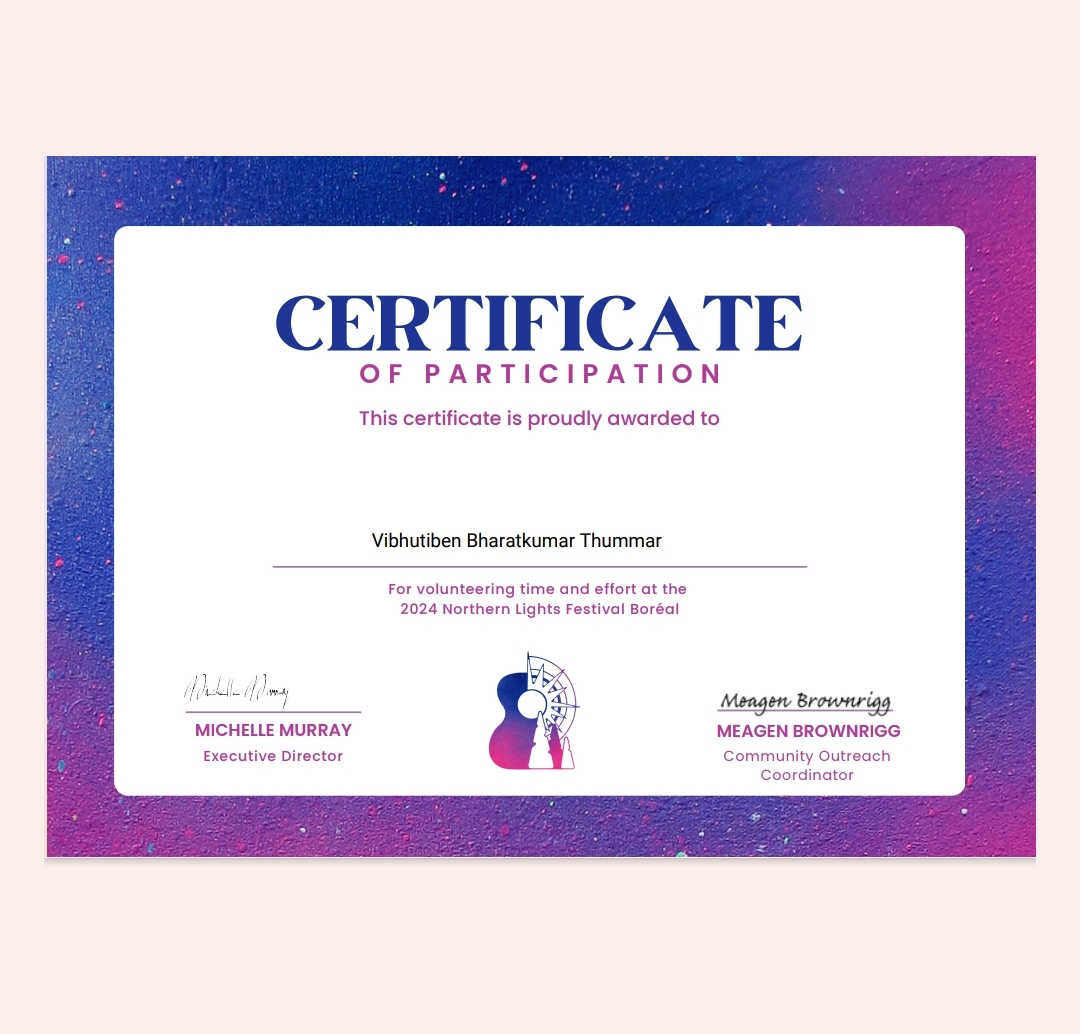 CERTIFICATE
OF PARTICIPATION
This certificate is proudly awarded to
Vibhutiben Bharatkumar Thummar
For volunteering time and effort at the
2024 Northern Lights Festival Boréal
Michelle Murray
MICHELLE MURRAY
Executive Director
Meagen Brownrigg
MEAGEN BROWNRIGG
Community Outreach
Coordinator